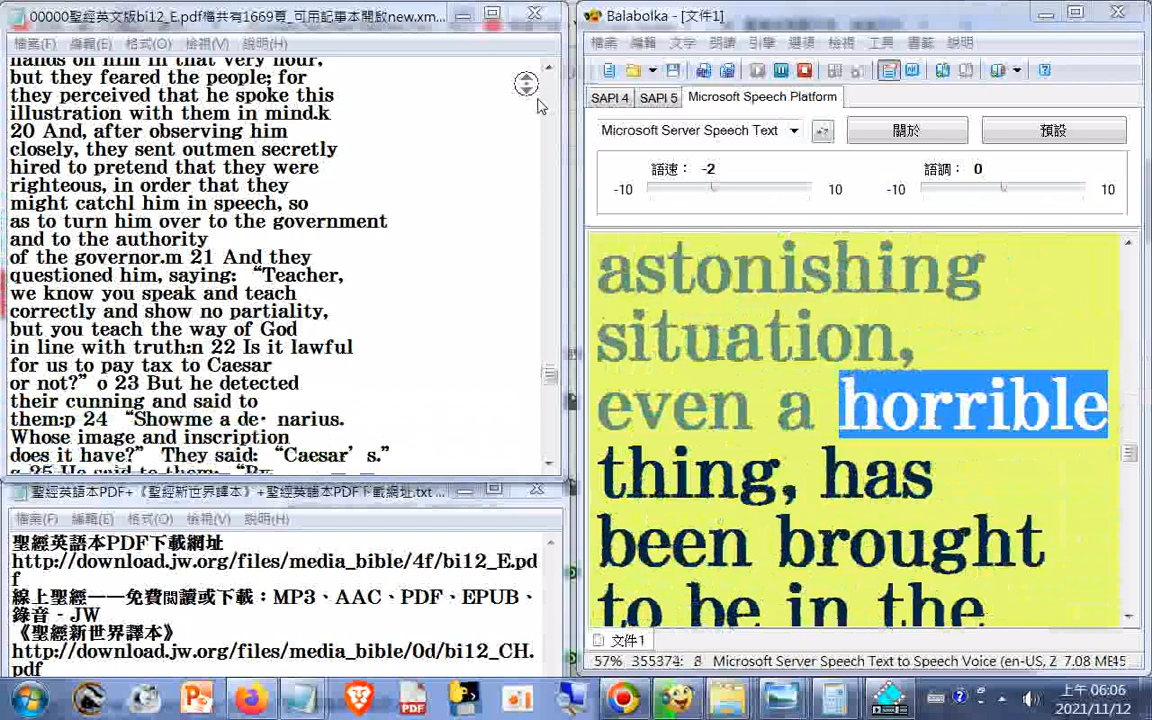 00000聖經英文版bi12_E.pdf檔共有1669頁_可用記事本開啟new.xm...
檔案(F) 編輯(E) 格式(O) 檢視(V) 說明(H)
hands on him in that very hour,
but they feared the people; for
they perceived that he spoke this
illustration with them in mind.k
20 And, after observing him
closely, they sent outmen secretly
hired to pretend that they were
righteous, in order that they
might catchl him in speech, so
as to turn him over to the government
and to the authority
of the governor.m 21 And they
questioned him, saying: “Teacher,
we know you speak and teach
correctly and show no partiality,
but you teach the way of God
in line with truth:n 22 Is it lawful
for us to pay tax to Caesar
or not?” o 23 But he detected
their cunning and said to
them:p 24 “Showme a de· narius.
Whose image and inscription
does it have?” They said: “Caesar’ s.”
q 25 He said to them: “By
聖經英語本PDF+《聖經新世界譯本》+聖經英語本PDF下載網址.txt ...
檔案(F) 編輯(E) 格式(O) 檢視(V) 說明(H)
聖經英語本PDF下載網址
http://download.jw.org/files/media_bible/4f/bi12_E.pd
f
線上聖經——免費閱讀或下載：MP3、AAC、PDF、EPUB、
錄音 - JW
《聖經新世界譯本》
http://download.jw.org/files/media_bible/0d/bi12_CH.
pdf
Balabolka - [文件1]
檔案 編輯 文字 朗讀 引擎 選項 檢視 工具 書籤 說明
SAPI 4 SAPI 5 Microsoft Speech Platform
Microsoft Server Speech Text 關於 預設
語速： -2 語調： 0
-10 10 -10 10
astonishing
situation,
even a horrible
thing, has
been brought
to be in the
文件1
57% 355374: 8 Microsoft Server Speech Text to Speech Voice (en-US, Z 7.08 ME45
上午 06:06
2021/11/12